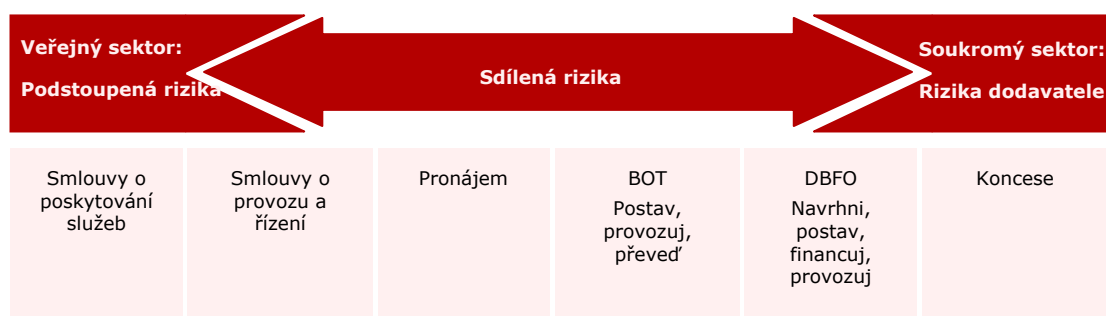 Veřejný sektor:
Podstoupená rizika
Sdílená rizika
Soukromý sektor:
Rizika dodavatele
Smlouvy o
poskytování
služeb
Smlouvy o
provozu a
řízení
Pronájem
BOT
Postav,
provozuj,
převeď
DBFO
Navrhni,
postav,
financuj,
provozuj
Koncese